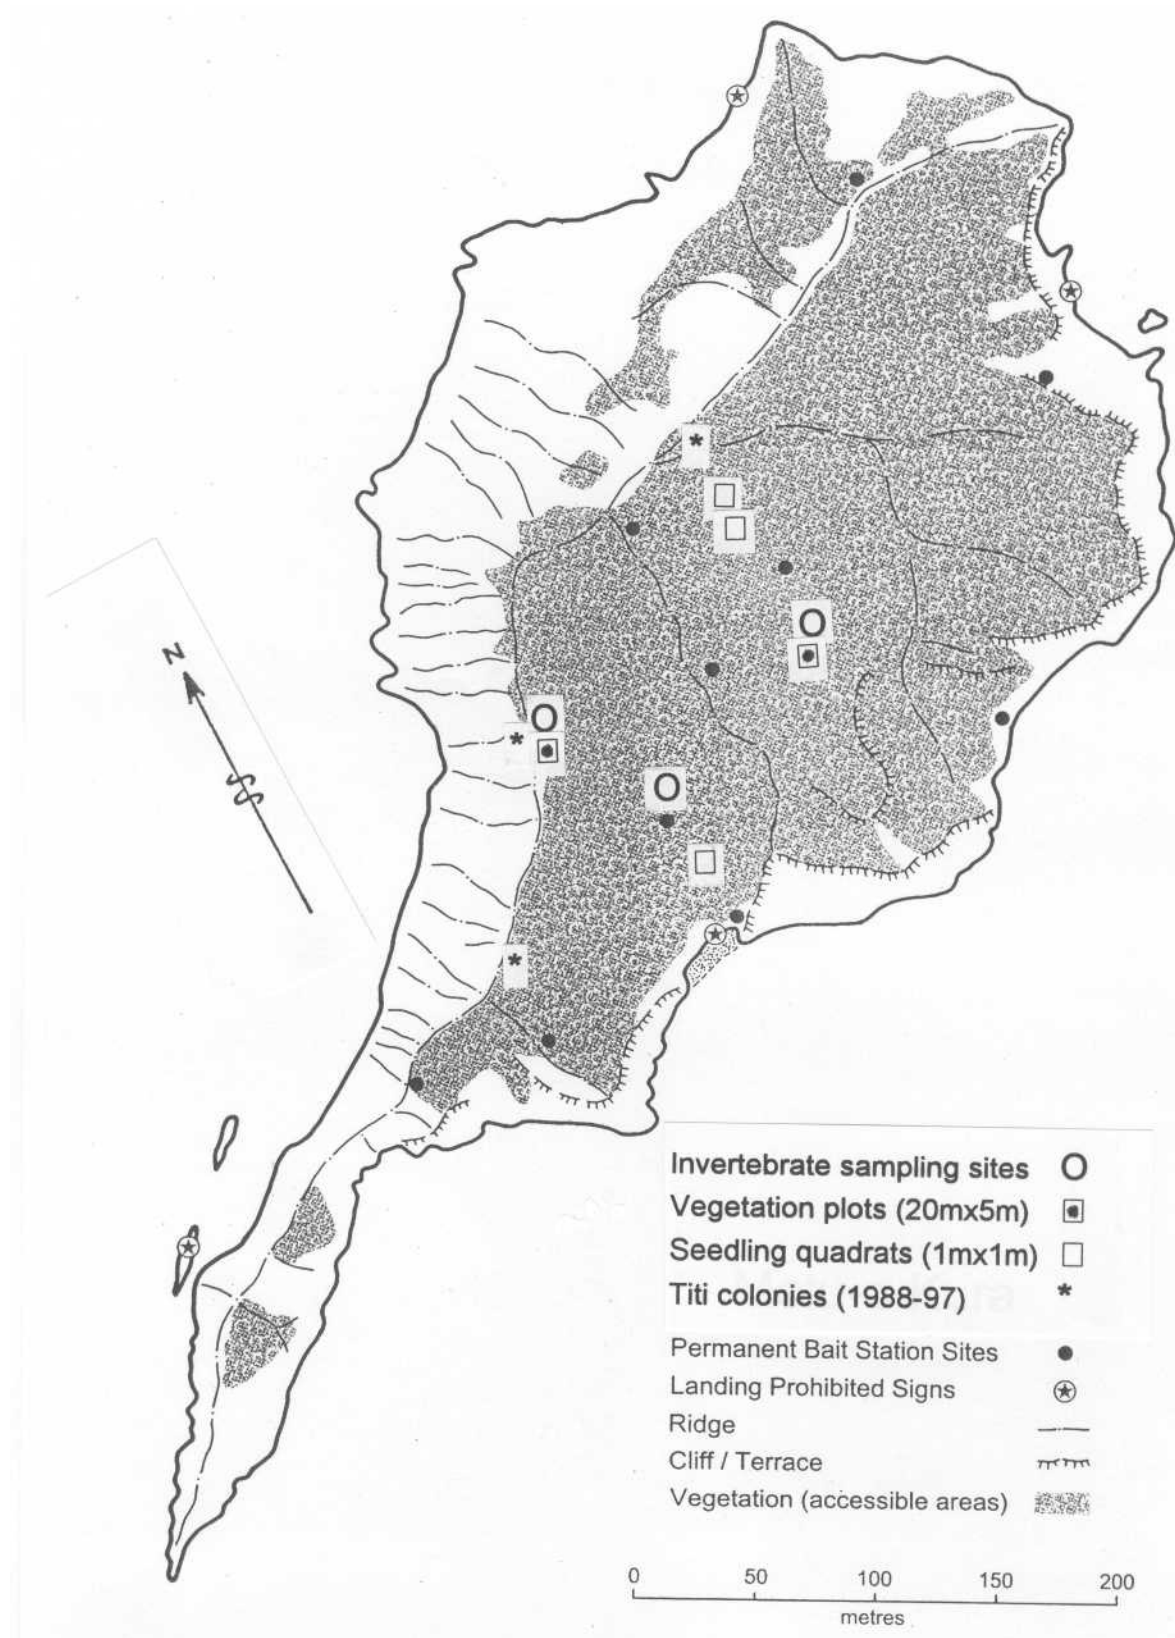 N
Invertebrate sampling sites
Vegetation plots (20mx5m)
Seedling quadrats (1mx1m)
Titi colonies (1988-97)
Permanent Bait Station Sites
Landing Prohibited Signs
Ridge
Cliff / Terrace
Vegetation (accessible areas)
0 50 100 150 200
metres